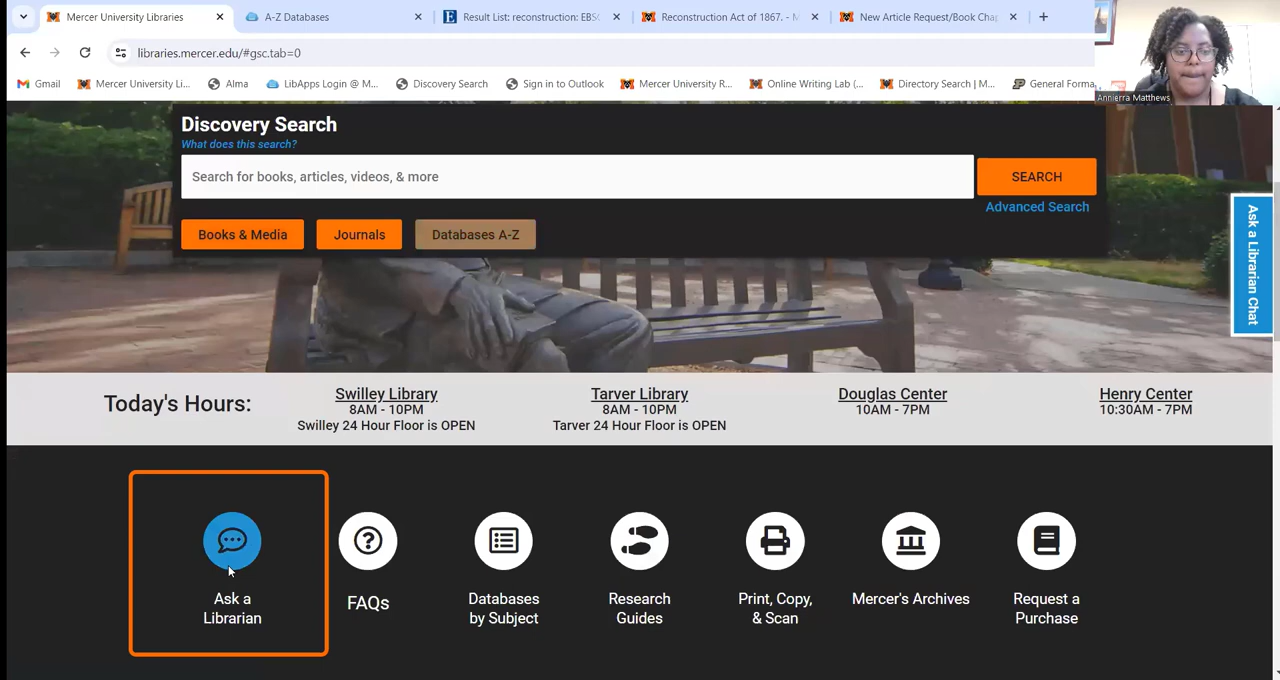 Mercer University Libraries
A-Z Databases
Result List: reconstruction: EBSC
Reconstruction Act of 1867. - M
New Article Request/Book Chap
libraries.mercer.edu/#gsc.tab=0
Gmail
Mercer University Li...
Alma
LibApps Login @ M...
Discovery Search
Sign in to Outlook
Mercer University R...
Online Writing Lab (...
Directory Search | M...
General Forma
Annierra Matthews
Discovery Search
What does this search?
Search for books, articles, videos, & more
SEARCH
Advanced Search
Books & Media
Journals
Databases A-Z
Ask a Librarian Chat
Today's Hours:
Swilley Library
8AM - 10PM
Swilley 24 Hour Floor is OPEN
Tarver Library
8AM - 10PM
Tarver 24 Hour Floor is OPEN
Douglas Center
10AM - 7PM
Henry Center
10:30AM - 7PM
Ask a
Librarian
FAQs
Databases
by Subject
Research
Guides
Print, Copy,
& Scan
Mercer's Archives
Request a
Purchase